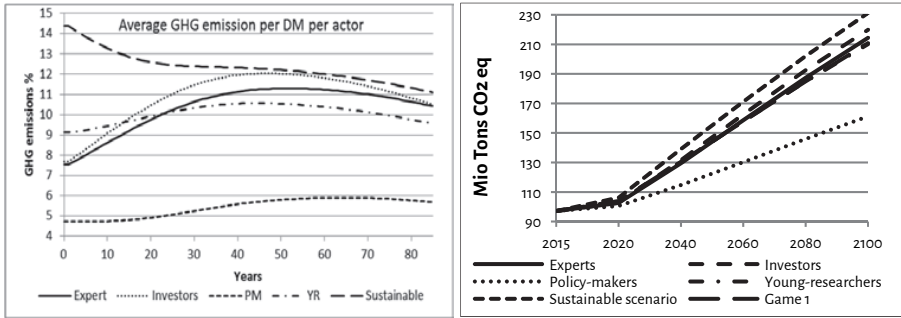 Average GHG emission per DM per actor
GHG emissions %
15
14
13
12
11
10
9
8
7
6
5
4
0 10 20 30 40 50 60 70 80
Years
Expert Investors PM YR Sustainable
Mio Tons CO2 eq
230
210
190
170
150
130
110
90
2015 2020 2040 2060 2080 2100
Experts Investors
Policy-makers Young-researchers
Sustainable scenario Game 1